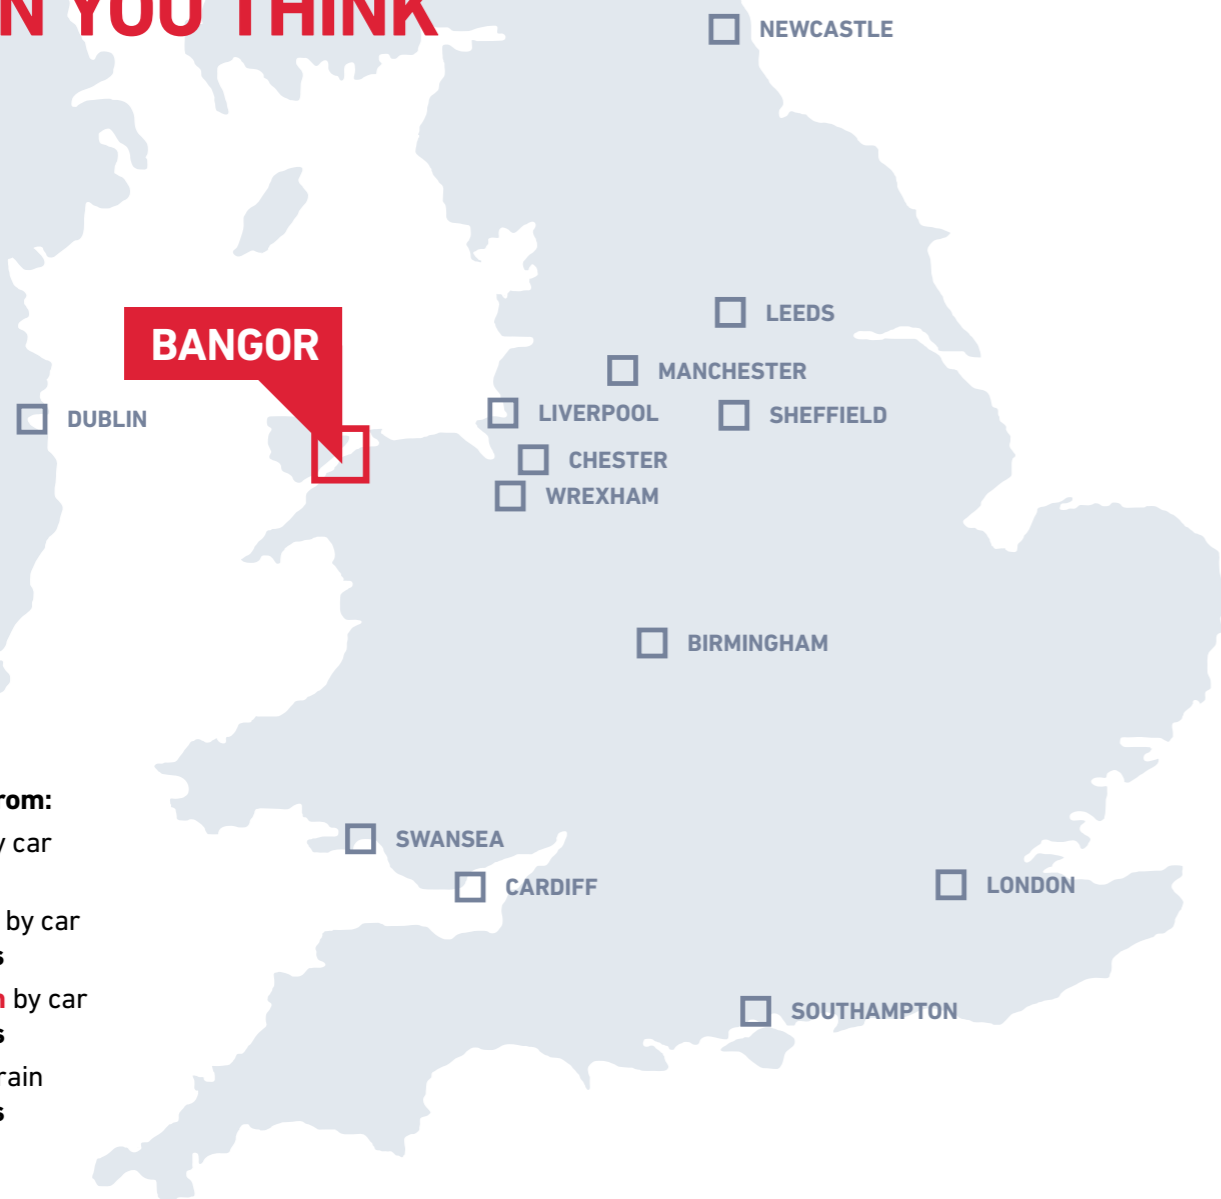 YOU THINK
NEWCASTLE
LEEDS
BANGOR
MANCHESTER
DUBLIN
LIVERPOOL
SHEFFIELD
CHESTER
WREXHAM
BIRMINGHAM
rom:
car
SWANSEA
CARDIFF
LONDON
by car
s
by car
SOUTHAMPTON
s
rain
s